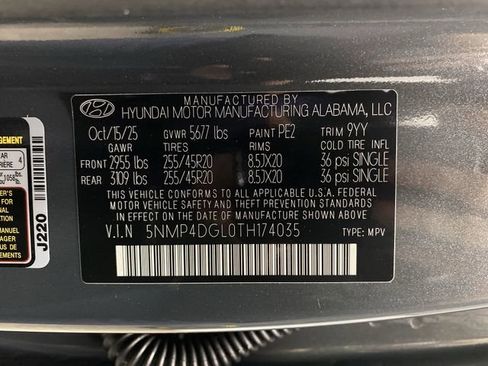 MANUFACTURED BY
HYUNDAI MOTOR MANUFACTURING ALABAMA, LLC
Oct/15/25 GVWR 5677 lbs PAINT PE2 TRIM 9YY
GAWR TIRES RIMS COLD TIRE INFL
FRONT 2955 lbs 255/45R20 8.5JX20 36 psi SINGLE
REAR 3109 lbs 255/45R20 8.5JX20 36 psi SINGLE
THIS VEHICLE CONFORMS TO ALL APPLICABLE U.S.A. FEDERAL
MOTOR VEHICLE SAFETY AND THEFT PREVENTION STANDARDS IN
EFFECT ON THE DATE OF MANUFACTURE SHOWN ABOVE.
V.I.N 5NMP4DGL0TH174035 TYPE: MPV
J220